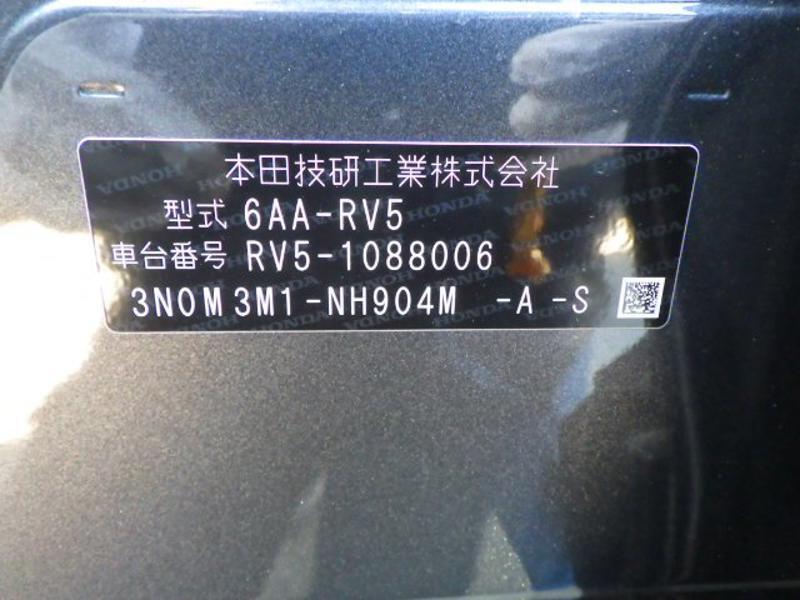 本田技研工業株式会社
型式 6AA-RV5
車台番号 RV5-1088006
3N0M3M1-NH904M -A -S